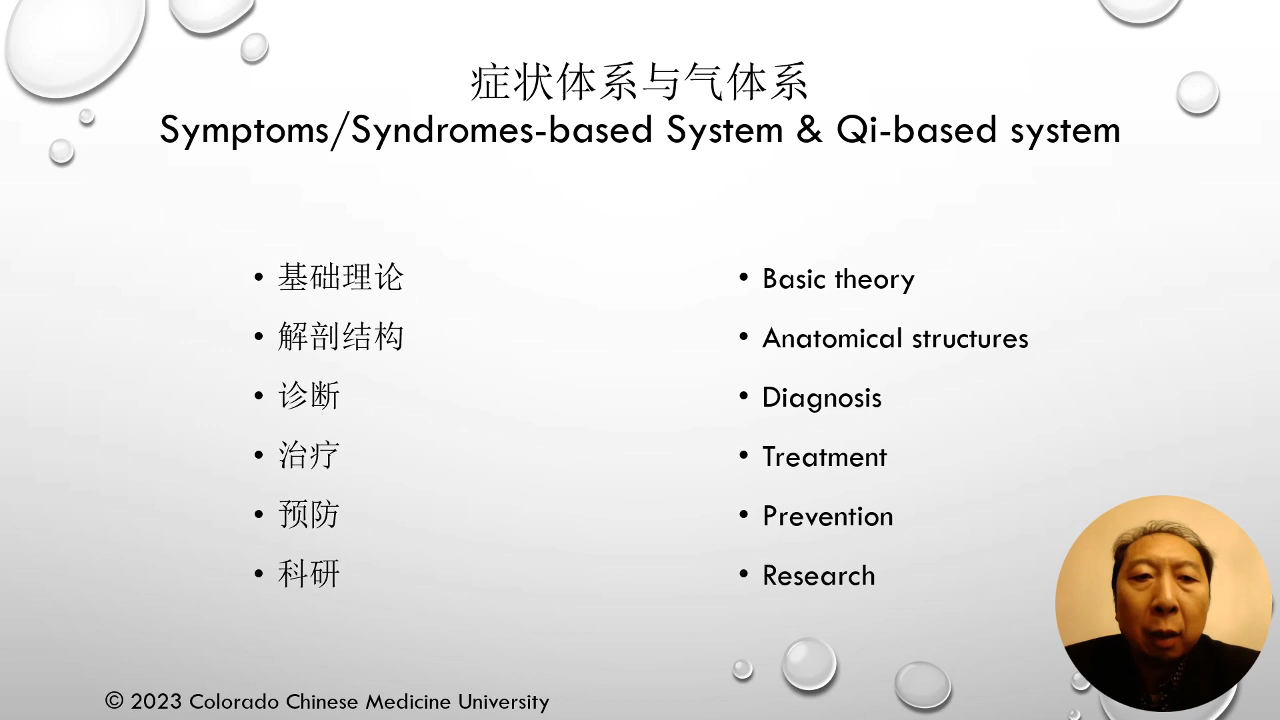 症状体系与气体系
Symptoms/Syndromes-based System & Qi-based system
• 基础理论
• 解剖结构
• 诊断
• 治疗
• 预防
• 科研
• Basic theory
• Anatomical structures
• Diagnosis
• Treatment
• Prevention
• Research
© 2023 Colorado Chinese Medicine University